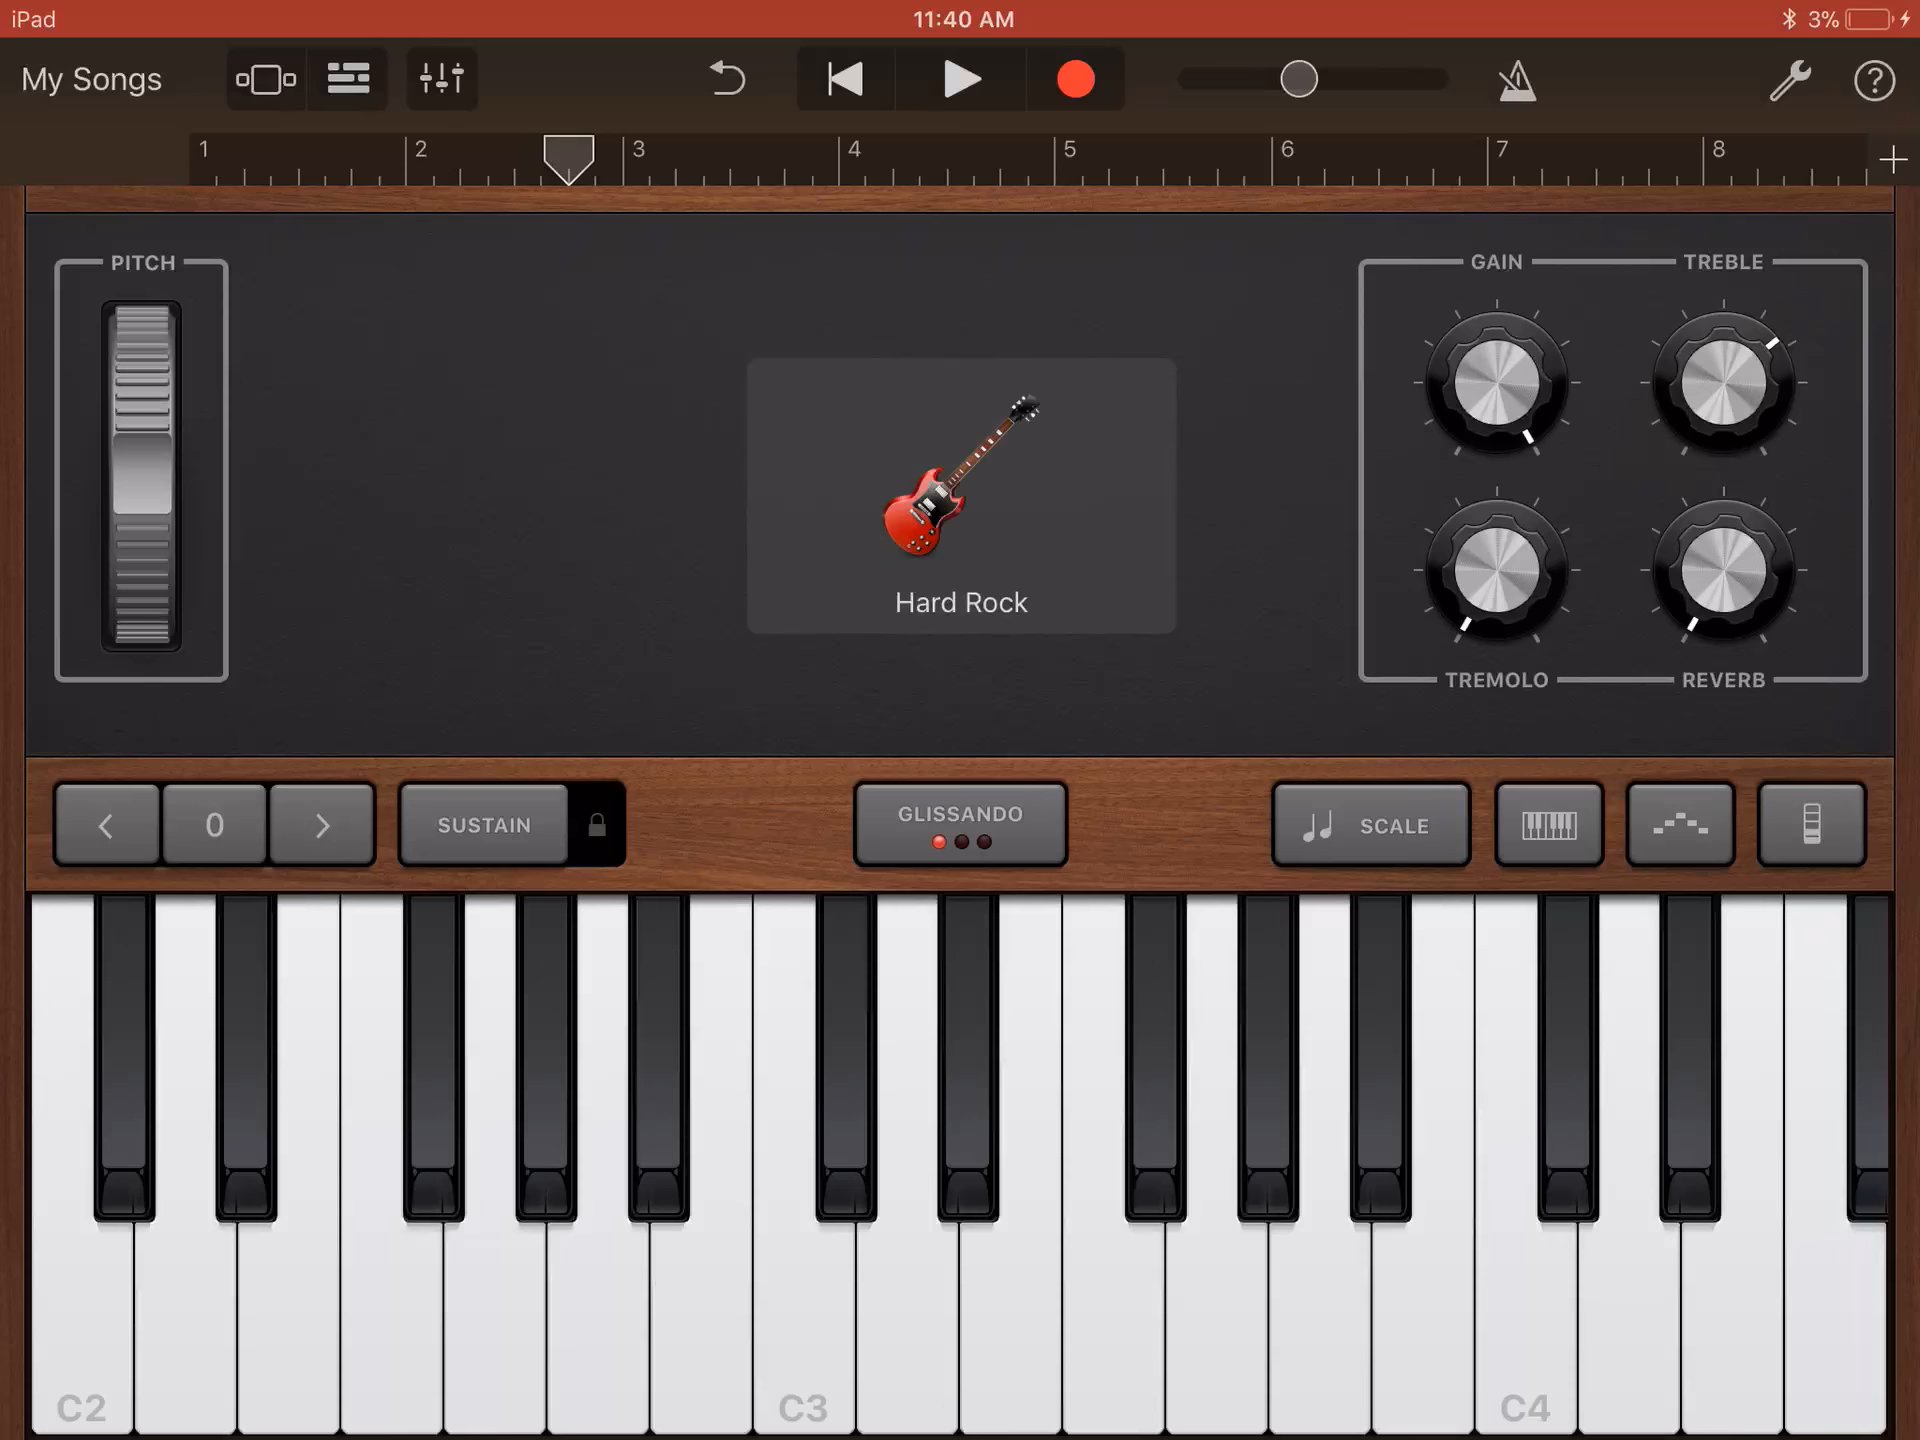 iPad
11:40 AM
3%
My Songs
?
1 2 3 4 5 6 7 8
PITCH
GAIN
TREBLE
Hard Rock
TREMOLO
REVERB
0
SUSTAIN
GLISSANDO
SCALE
C2
C3
C4